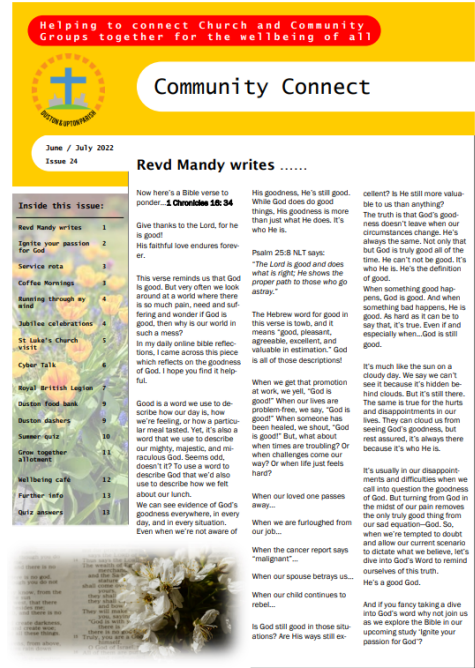 Helping to connect Church and Community
Groups together for the wellbeing of all
DUSTON & UPTON PARISH
Community Connect
June / July 2022
Issue 24
Inside this issue:
Revd Mandy writes 1
Ignite your passion 2
for God
Service rota 3
Coffee Mornings 3
Running through my 4
mind
Jubilee celebrations 4
St Luke's Church 5
visit
Cyber Talk 6
Royal British Legion 7
Duston food bank 9
Duston dashers 9
Summer quiz 10
Grow together 11
allotment
Wellbeing café 12
Further info 13
Quiz answers 13
Revd Mandy writes ……
Now here's a Bible verse to
ponder...1 Chronicles 16: 34
Give thanks to the Lord, for he
is good!
His faithful love endures forev-
er.
This verse reminds us that God
is good. But very often we look
around at a world where there
is so much pain, need and suf-
fering and wonder if God is
good, then why is our world in
such a mess?
In my daily online bible reflec-
tions, I came across this piece
which reflects on the goodness
of God. I hope you find it help-
ful.
Good is a word we use to de-
scribe how our day is, how
we're feeling, or how a particu-
lar meal tasted. Yet, it's also a
word that we use to describe
our mighty, majestic, and mi-
raculous God. Seems odd,
doesn't it? To use a word to
describe God that we'd also
use to describe how we felt
about our lunch.
We can see evidence of God's
goodness everywhere, in every
day, and in every situation.
Even when we're not aware of
His goodness, He's still good.
While God does do good
things, His goodness is more
than just what He does. It's
who He is.
Psalm 25:8 NLT says:
"The Lord is good and does
what is right; He shows the
proper path to those who go
astray."
The Hebrew word for good in
this verse is towb, and it
means "good, pleasant,
agreeable, excellent, and
valuable in estimation." God
is all of those descriptions!
When we get that promotion
at work, we yell, "God is
good!" When our lives are
problem-free, we say, "God is
good!" When someone has
been healed, we shout, "God
is good!" But, what about
when times are troubling? Or
when challenges come our
way? Or when life just feels
hard?
When our loved one passes
away...
When we are furloughed from
our job...
When the cancer report says
"malignant"...
When our spouse betrays us...
When our child continues to
rebel...
Is God still good in those situ-
ations? Are His ways still ex-
cellent? Is He still more valua-
ble to us than anything?
The truth is that God's good-
ness doesn't leave when our
circumstances change. He's
always the same. Not only that
but God is truly good all of the
time. He can't not be good. It's
who He is. He's the definition
of good.
When something good hap-
pens, God is good. And when
something bad happens, He is
good. As hard as it can be to
say that, it's true. Even if and
especially when...God is still
good.
It's much like the sun on a
cloudy day. We say we can't
see it because it's hidden be-
hind clouds. But it's still there.
The same is true for the hurts
and disappointments in our
lives. They can cloud us from
seeing God's goodness, but
rest assured, it's always there
because it's who He is.
It's usually in our disappoint-
ments and difficulties when we
call into question the goodness
of God. But turning from God in
the midst of our pain removes
the only truly good thing from
our sad equation—God. So,
when we're tempted to doubt
and allow our current scenario
to dictate what we believe, let's
dive into God's Word to remind
ourselves of this truth.
He's a good God.
And if you fancy taking a dive
into God's word why not join us
as we explore the Bible in our
upcoming study 'Ignite your
passion for God'?